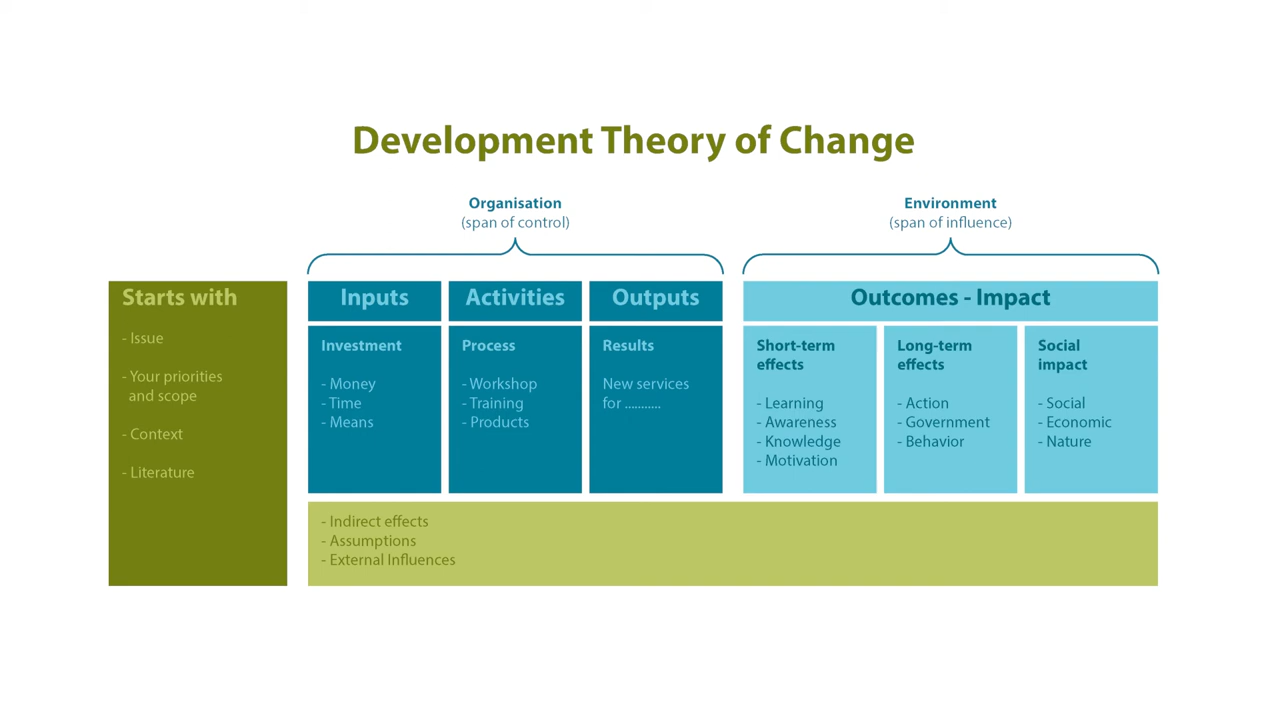 Development Theory of Change
Organisation
(span of control)
Environment
(span of influence)
Starts with
- Issue
- Your priorities
and scope
- Context
- Literature
Inputs
Investment
- Money
- Time
- Means
Activities
Process
- Workshop
- Training
- Products
Outputs
Results
New services
for ...........
Outcomes - Impact
Short-term
effects
- Learning
- Awareness
- Knowledge
- Motivation
Long-term
effects
- Action
- Government
- Behavior
Social
impact
- Social
- Economic
- Nature
- Indirect effects
- Assumptions
- External Influences